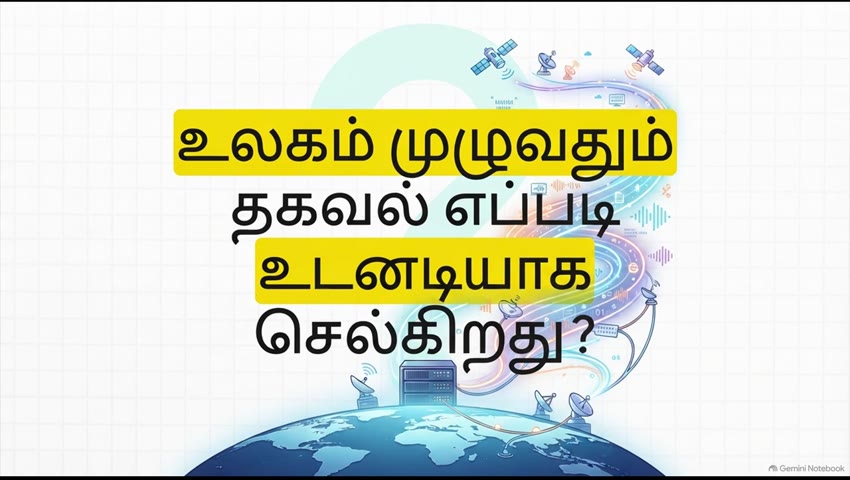 உலகம் முழுவதும்
தகவல் எப்படி
உடனடியாக
செல்கிறது?
Gemini Notebook